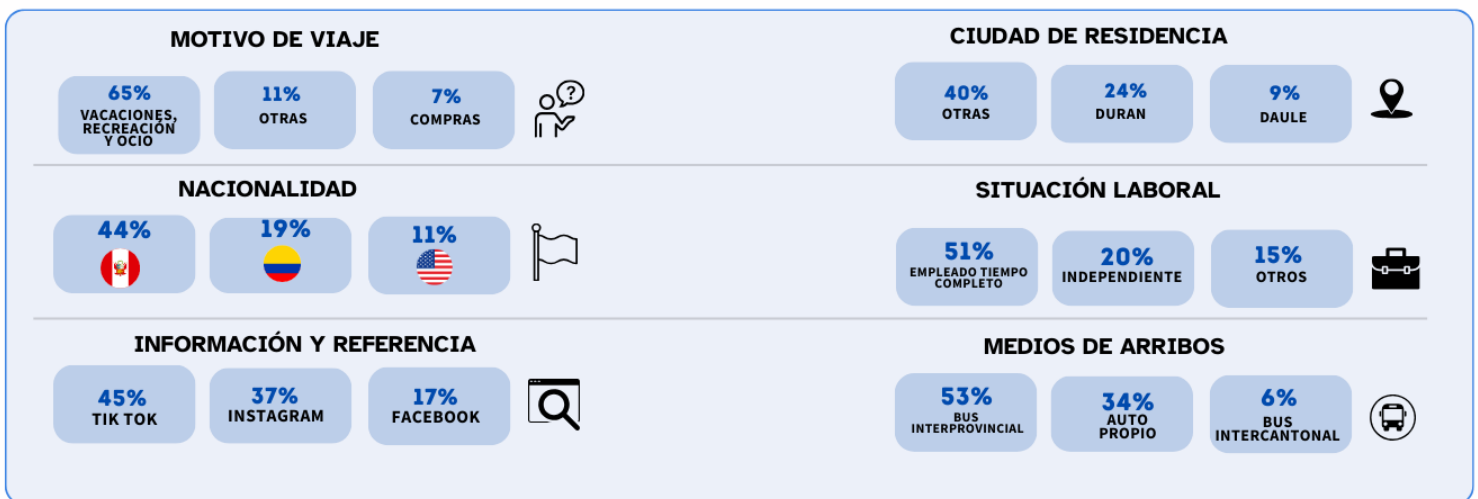 MOTIVO DE VIAJE
65%
VACACIONES,
RECREACIÓN
Y OCIO
11%
OTRAS
7%
COMPRAS
?
CIUDAD DE RESIDENCIA
40%
OTRAS
24%
DURAN
9%
DAULE
NACIONALIDAD
44%
19%
11%
SITUACIÓN LABORAL
51%
EMPLEADO TIEMPO
COMPLETO
20%
INDEPENDIENTE
15%
OTROS
INFORMACIÓN Y REFERENCIA
45%
TIK TOK
37%
INSTAGRAM
17%
FACEBOOK
MEDIOS DE ARRIBOS
53%
BUS
INTERPROVINCIAL
34%
AUTO
PROPIO
6%
BUS
INTERCANTONAL